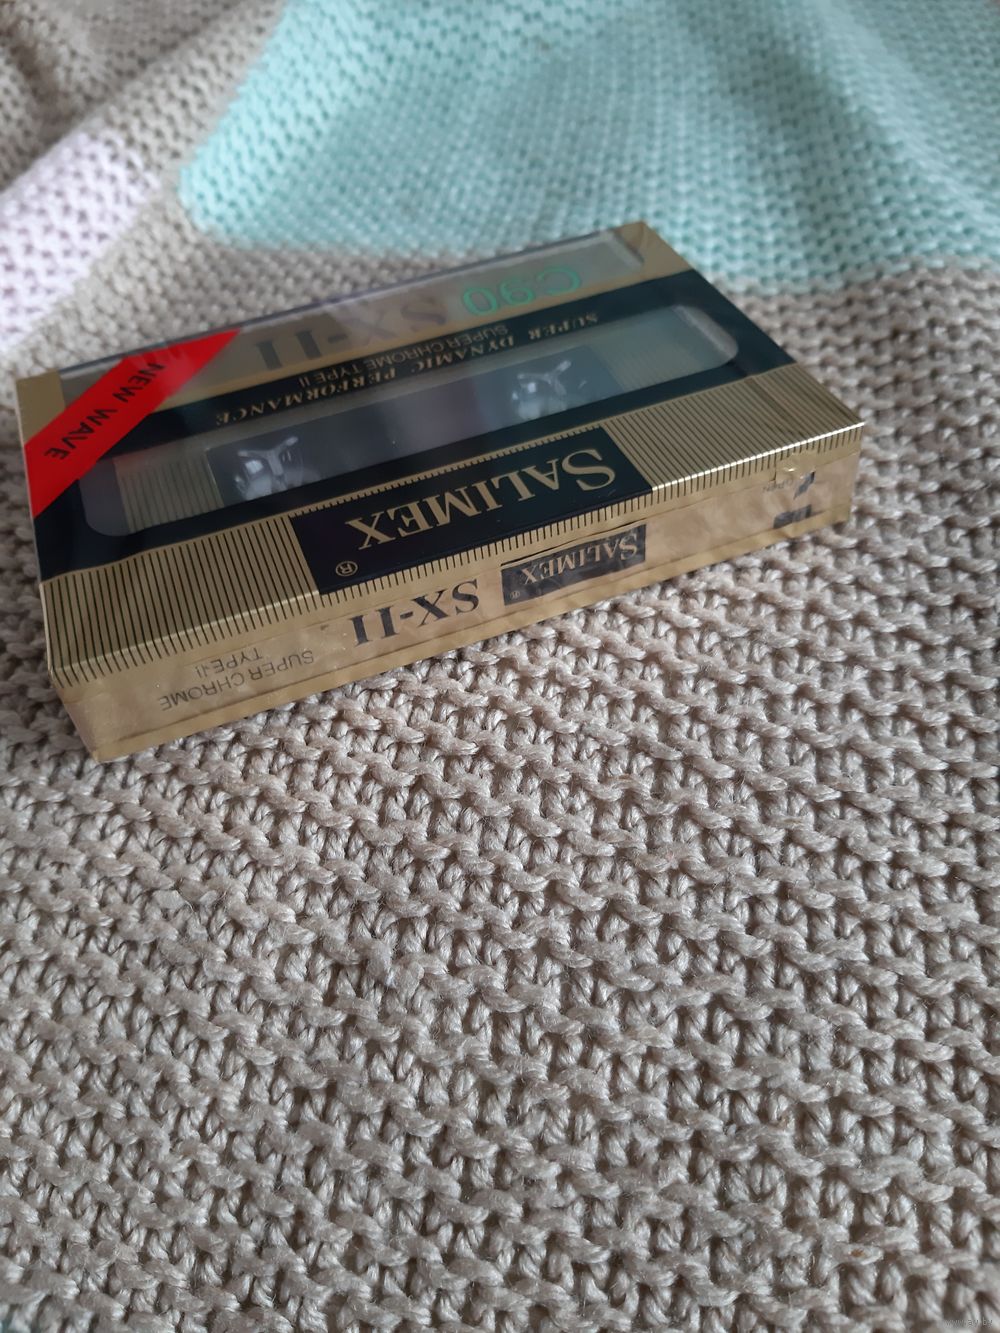 SALIMEX
®
SUPER DYNAMIC PERFORMANCE
SUPER CHROME TYPE II
SX-II
C90
NEW WAVE
OPEN
SALIMEX
®
SX-II
SUPER CHROME
TYPE-II